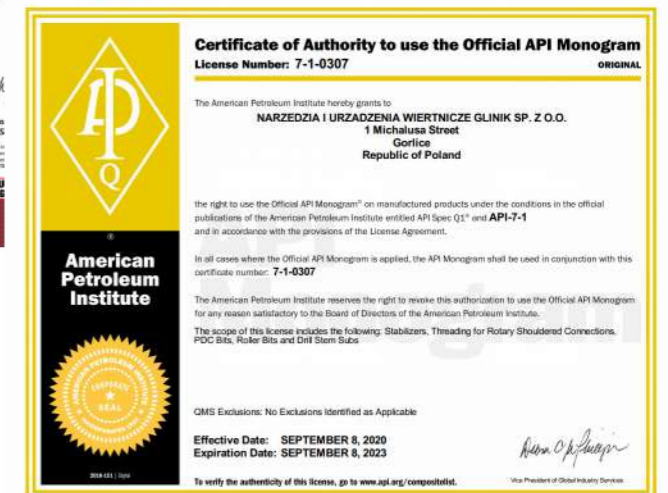 Certificate of Authority to use the Official API Monogram
License Number: 7-1-0307
ORIGINAL
The American Petroleum Institute hereby grants to
NARZEDZIA I URZADZENIA WIERTNICZE GLINIK SP. Z O.O.
1 Michalusa Street
Gorlice
Republic of Poland
the right to use the Official API Monogram® on manufactured products under the conditions in the official
publications of the American Petroleum Institute entitled API Spec Q1® and API-7-1
and in accordance with the provisions of the License Agreement.
In all cases where the Official API Monogram is applied, the API Monogram shall be used in conjunction with this
certificate number: 7-1-0307
The American Petroleum Institute reserves the right to revoke this authorization to use the Official API Monogram
for any reason satisfactory to the Board of Directors of the American Petroleum Institute.
The scope of this license includes the following: Stabilizers, Threading for Rotary Shouldered Connections,
PDC Bits, Roller Bits and Drill Stem Subs
QMS Exclusions: No Exclusions Identified as Applicable
Effective Date: SEPTEMBER 8, 2020
Expiration Date: SEPTEMBER 8, 2023
To verify the authenticity of this license, go to www.api.org/compositelist.
Vice President of Global Industry Services
API
Q
®
American
Petroleum
Institute
AMERICAN PETROLEUM INSTITUTE
CORPORATE
SEAL
API
Monogram